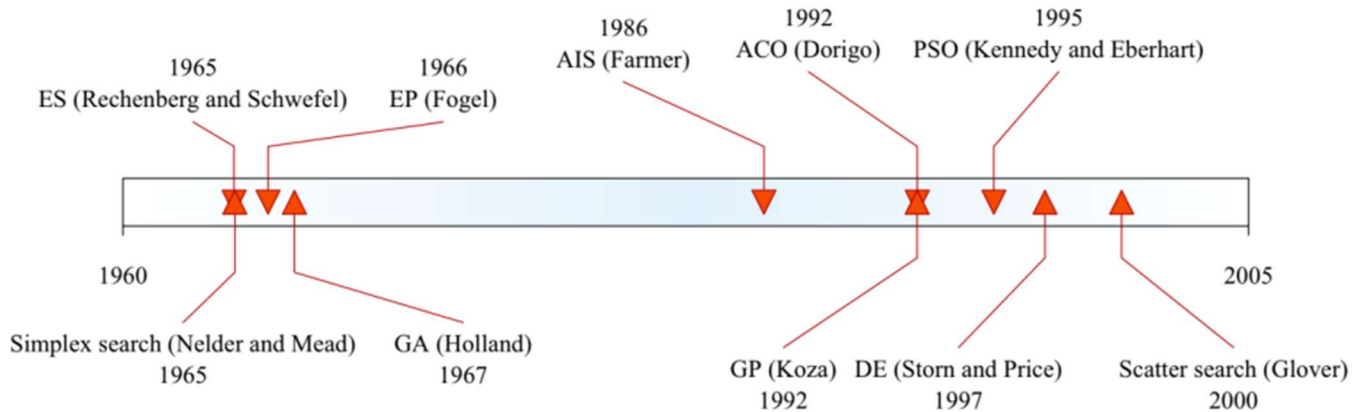 1965
ES (Rechenberg and Schwefel)
1966
EP (Fogel)
1986
AIS (Farmer)
1992
ACO (Dorigo)
1995
PSO (Kennedy and Eberhart)
1960
2005
Simplex search (Nelder and Mead)
1965
GA (Holland)
1967
GP (Koza)
1992
DE (Storn and Price)
1997
Scatter search (Glover)
2000